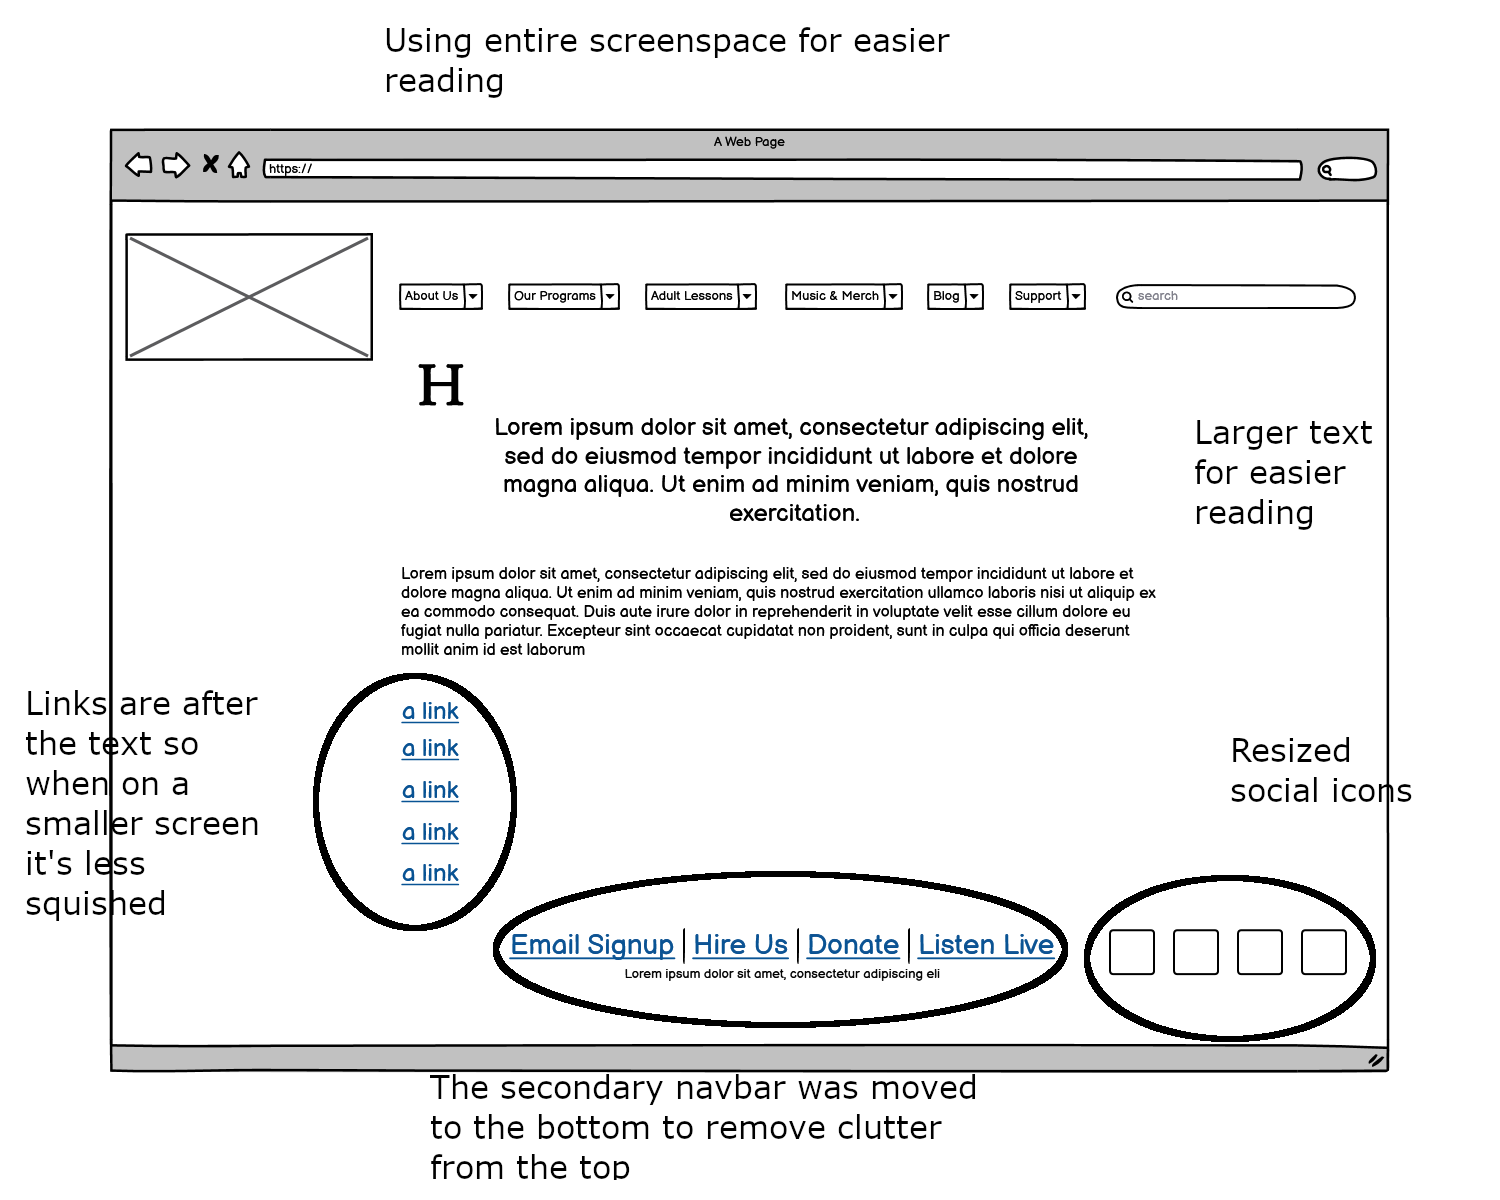 Using entire screenspace for easier
reading
A Web Page
https://
About Us
Our Programs
Adult Lessons
Music & Merch
Blog
Support
search
H
Lorem ipsum dolor sit amet, consectetur adipiscing elit,
sed do eiusmod tempor incididunt ut labore et dolore
magna aliqua. Ut enim ad minim veniam, quis nostrud
exercitation.
Larger text
for easier
reading
Lorem ipsum dolor sit amet, consectetur adipiscing elit, sed do eiusmod tempor incididunt ut labore et
dolore magna aliqua. Ut enim ad minim veniam, quis nostrud exercitation ullamco laboris nisi ut aliquip ex
ea commodo consequat. Duis aute irure dolor in reprehenderit in voluptate velit esse cillum dolore eu
fugiat nulla pariatur. Excepteur sint occaecat cupidatat non proident, sunt in culpa qui officia deserunt
mollit anim id est laborum
Links are after
the text so
when on a
smaller screen
it's less
squished
a link
a link
a link
a link
a link
Resized
social icons
Email Signup | Hire Us | Donate | Listen Live
Lorem ipsum dolor sit amet, consectetur adipiscing eli
The secondary navbar was moved
to the bottom to remove clutter
from the top